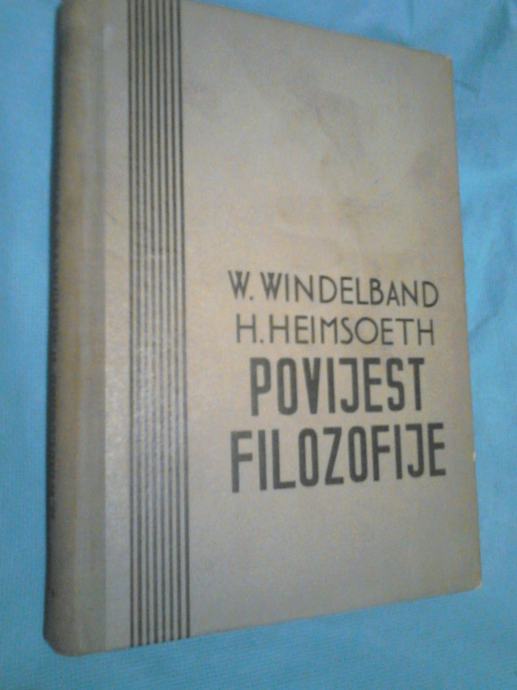 W. WINDELBAND
H. HEIMSOETH
POVIJEST
FILOZOFIJE